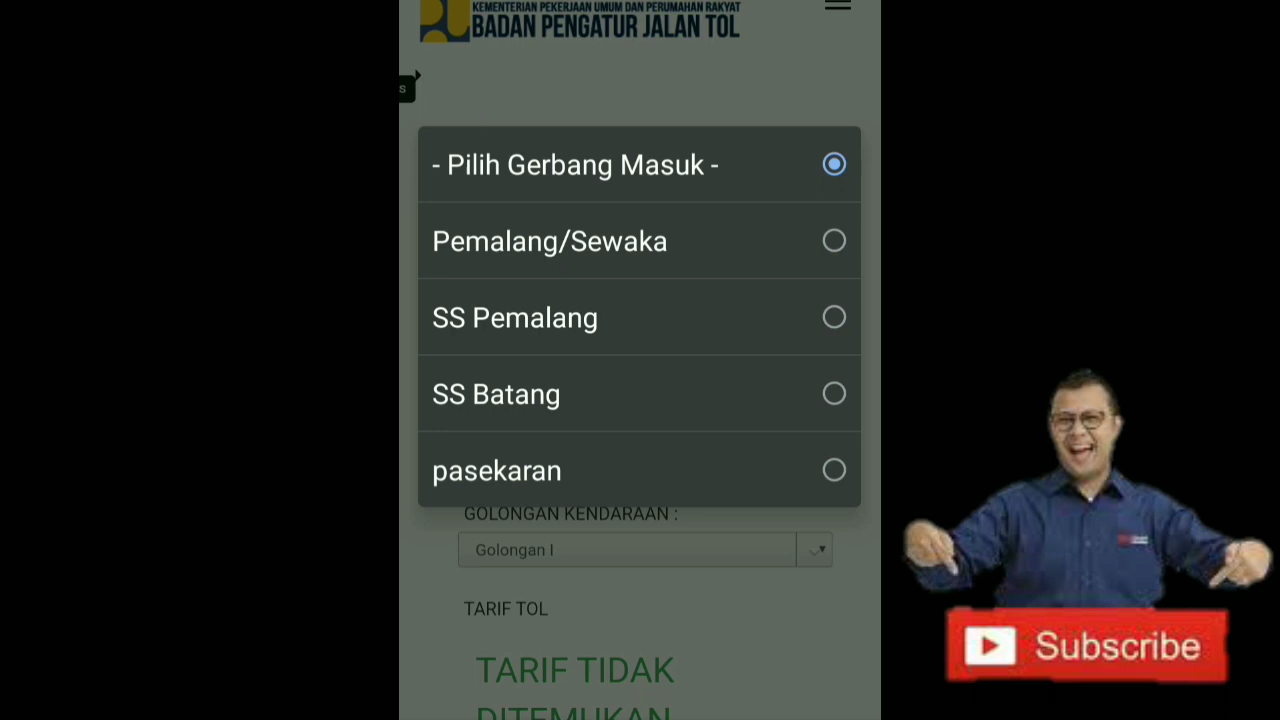 KEMENTERIAN PEKERJAAN UMUM DAN PERUMAHAN RAKYAT
BADAN PENGATUR JALAN TOL
s
- Pilih Gerbang Masuk -
Pemalang/Sewaka
SS Pemalang
SS Batang
pasekaran
GOLONGAN KENDARAAN :
Golongan I
TARIF TOL
TARIF TIDAK
DITEMUKAN
Subscribe